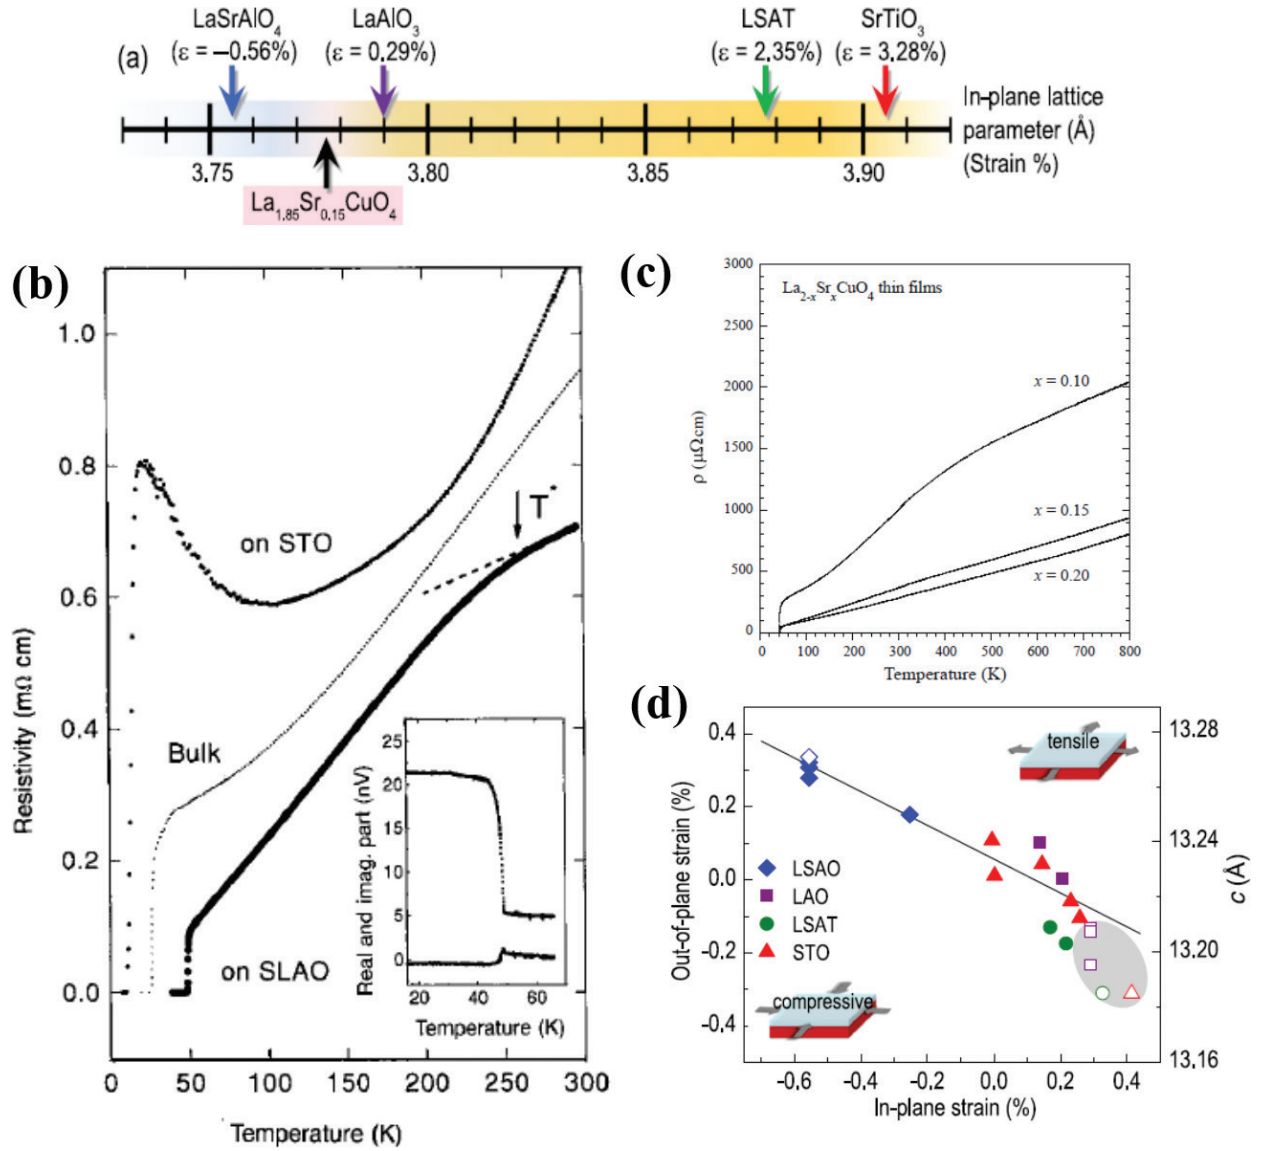 LaSrAlO₄ LaAlO₃ LSAT SrTiO₃
(a) (ε = –0.56%) (ε = 0.29%) (ε = 2.35%) (ε = 3.28%)
In-plane lattice
parameter (Å)
(Strain %)
3.75 3.80 3.85 3.90
La₁.₈₅Sr₀.₁₅CuO₄
(b)
1.0
0.8
0.6
0.4
0.2
0.0
Resistivity (mΩ cm)
on STO
T*
Bulk
on SLAO
0 50 100 150 200 250 300
Temperature (K)
25
20
15
10
5
0
Real and imag. part (nV)
20 40 60
Temperature (K)
(c)
3000
2500
2000
1500
1000
500
0
ρ (μΩcm)
La₂₋ₓSrₓCuO₄ thin films
x = 0.10
x = 0.15
x = 0.20
0 100 200 300 400 500 600 700 800
Temperature (K)
(d)
0.4
0.2
0.0
-0.2
-0.4
Out-of-plane strain (%)
tensile
LSAO
LAO
LSAT
STO
compressive
13.28
13.24
13.20
13,16
c (Å)
-0.6 -0.4 -0.2 0.0 0.2 0.4
In-plane strain (%)